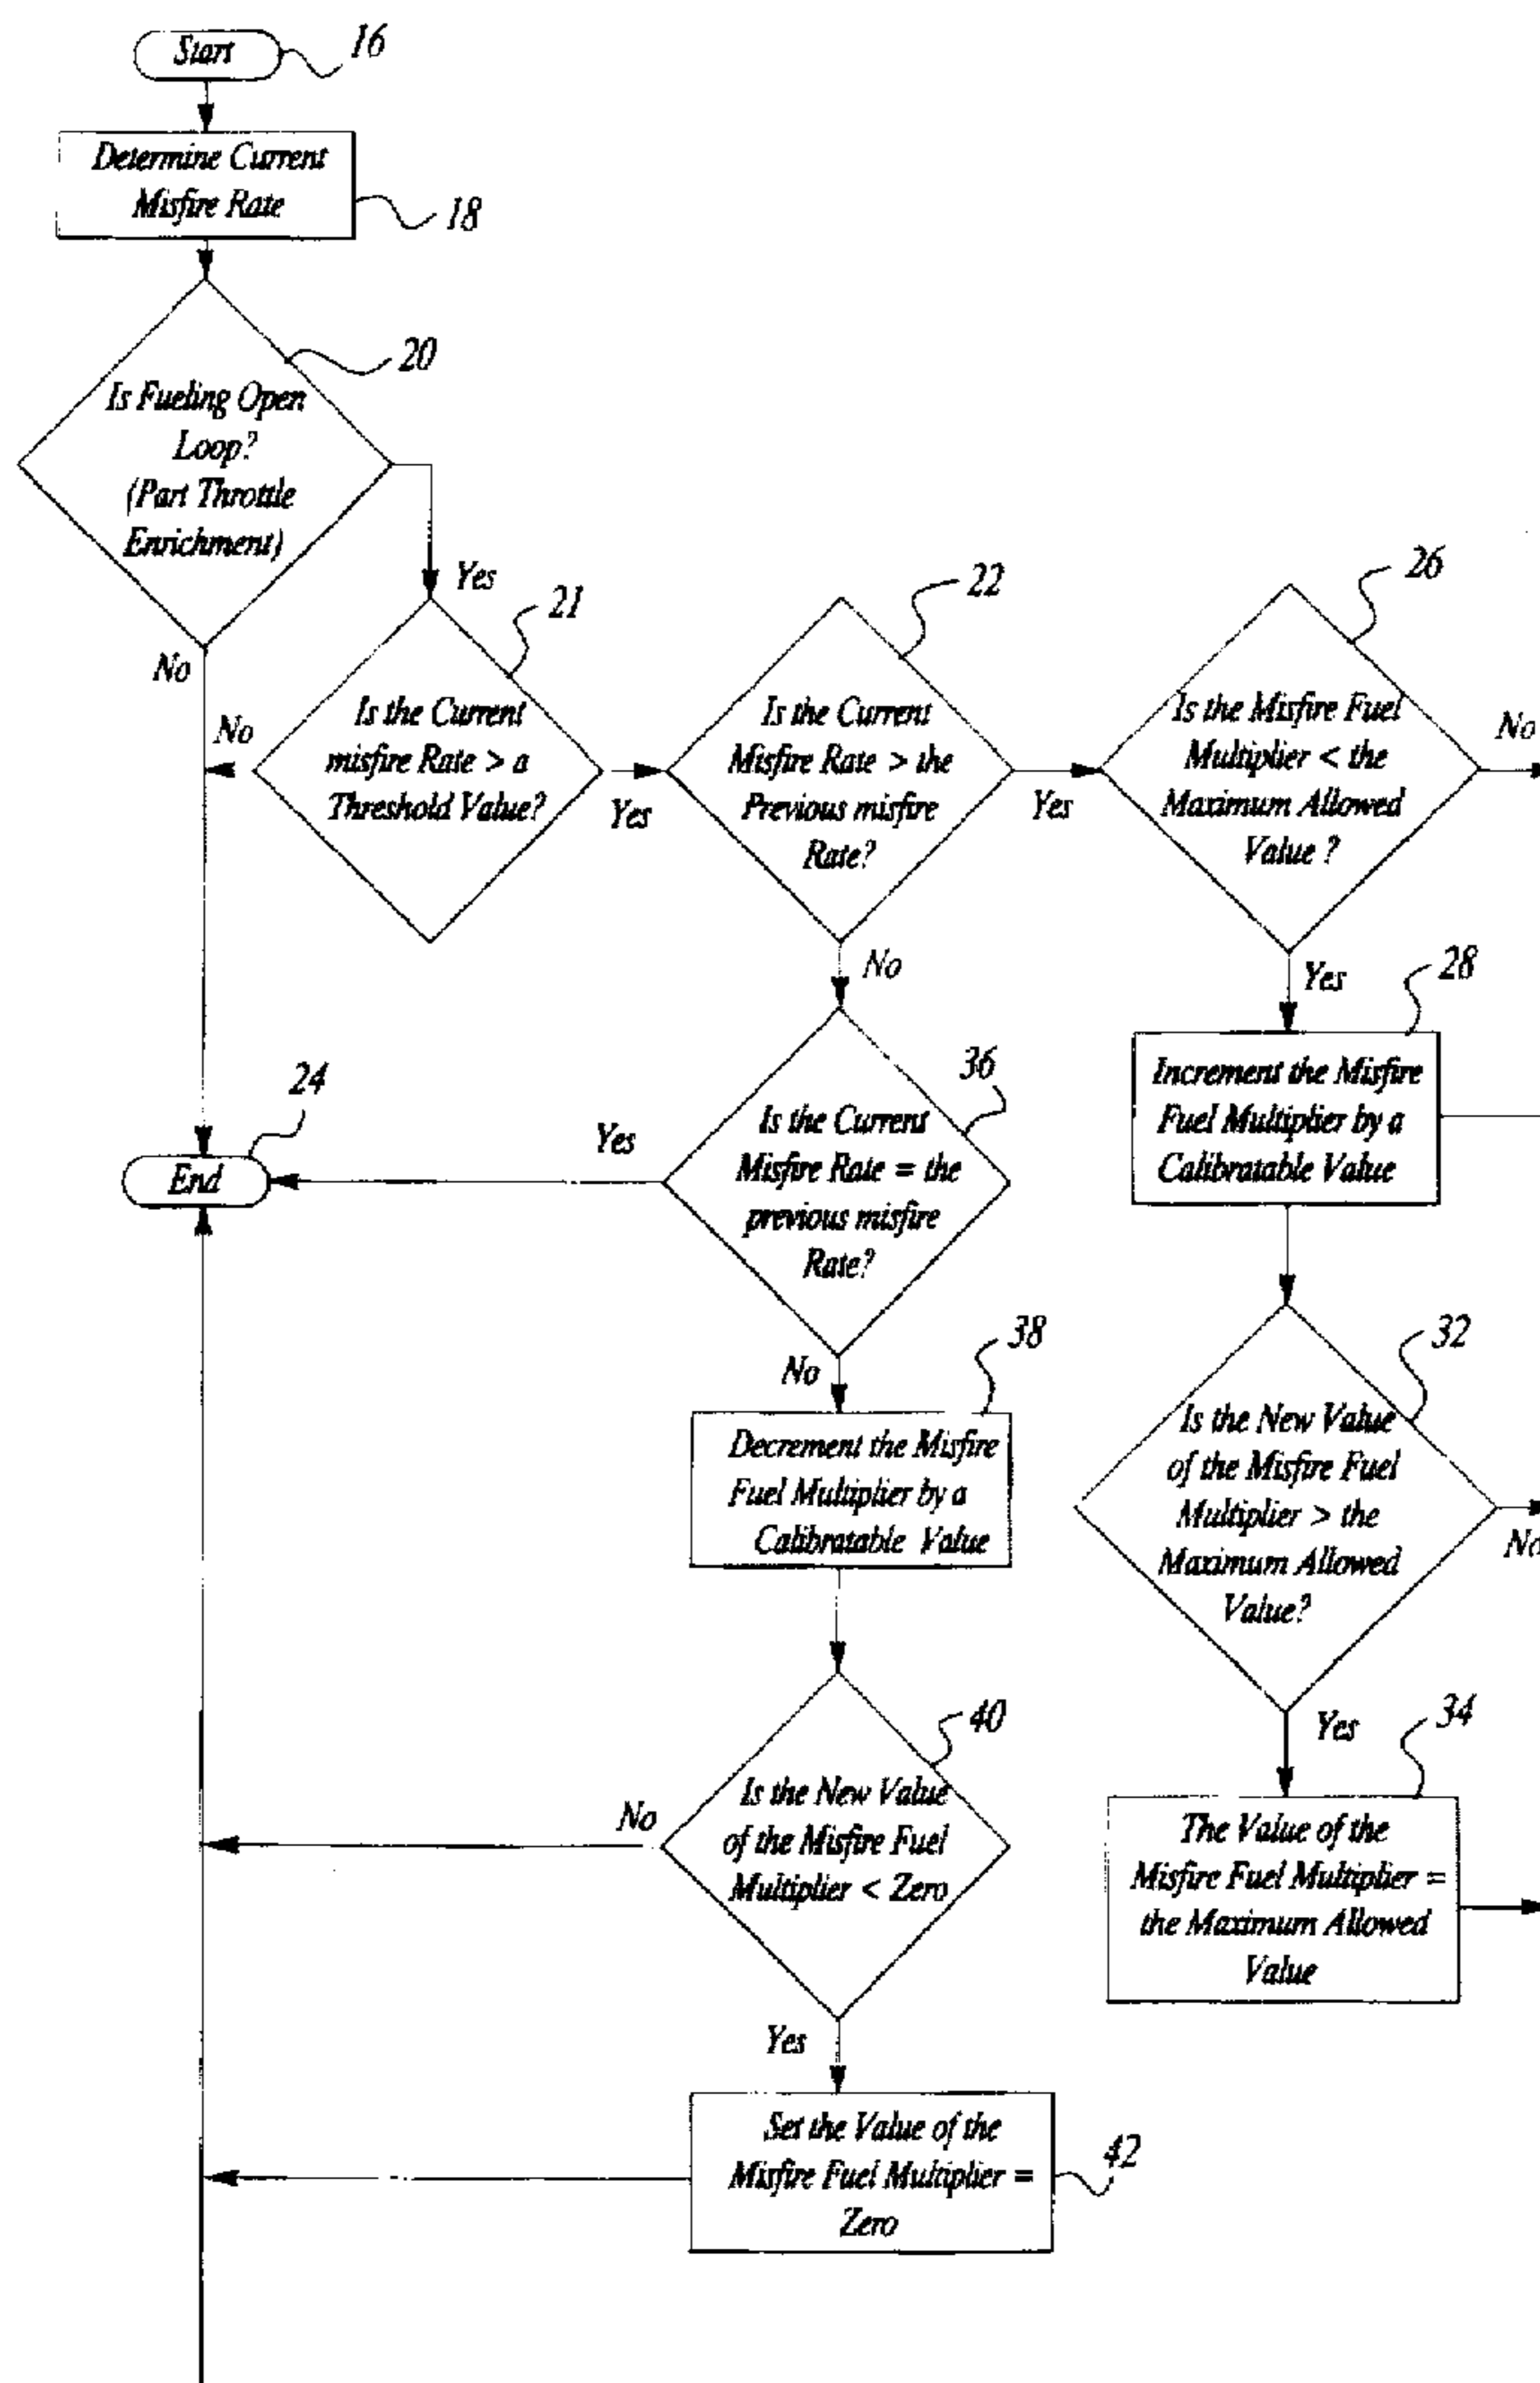 Start
16
Determine Current
Misfire Rate
18
20
Is Fueling Open
Loop?
(Part Throttle
Enrichment)
Yes
No
21
Is the Current
misfire Rate > a
Threshold Value?
No
Yes
22
Is the Current
Misfire Rate > the
Previous misfire
Rate?
Yes
No
26
Is the Misfire Fuel
Multiplier < the
Maximum Allowed
Value ?
No
Yes
28
Increment the Misfire
Fuel Multiplier by a
Calibratable Value
24
End
36
Is the Current
Misfire Rate = the
previous misfire
Rate?
Yes
No
38
Decrement the Misfire
Fuel Multiplier by a
Calibratable Value
32
Is the New Value
of the Misfire Fuel
Multiplier > the
Maximum Allowed
Value?
No
Yes
34
The Value of the
Misfire Fuel Multiplier =
the Maximum Allowed
Value
40
Is the New Value
of the Misfire Fuel
Multiplier < Zero
No
Yes
Set the Value of the
Misfire Fuel Multiplier =
Zero
42